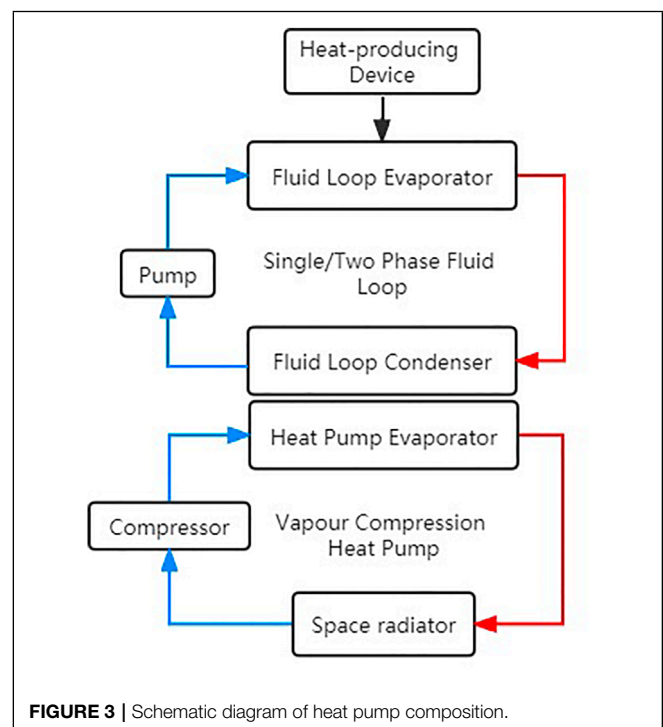 Heat-producing
Device
Fluid Loop Evaporator
Pump
Single/Two Phase Fluid
Loop
Fluid Loop Condenser
Heat Pump Evaporator
Compressor
Vapour Compression
Heat Pump
Space radiator
FIGURE 3 | Schematic diagram of heat pump composition.